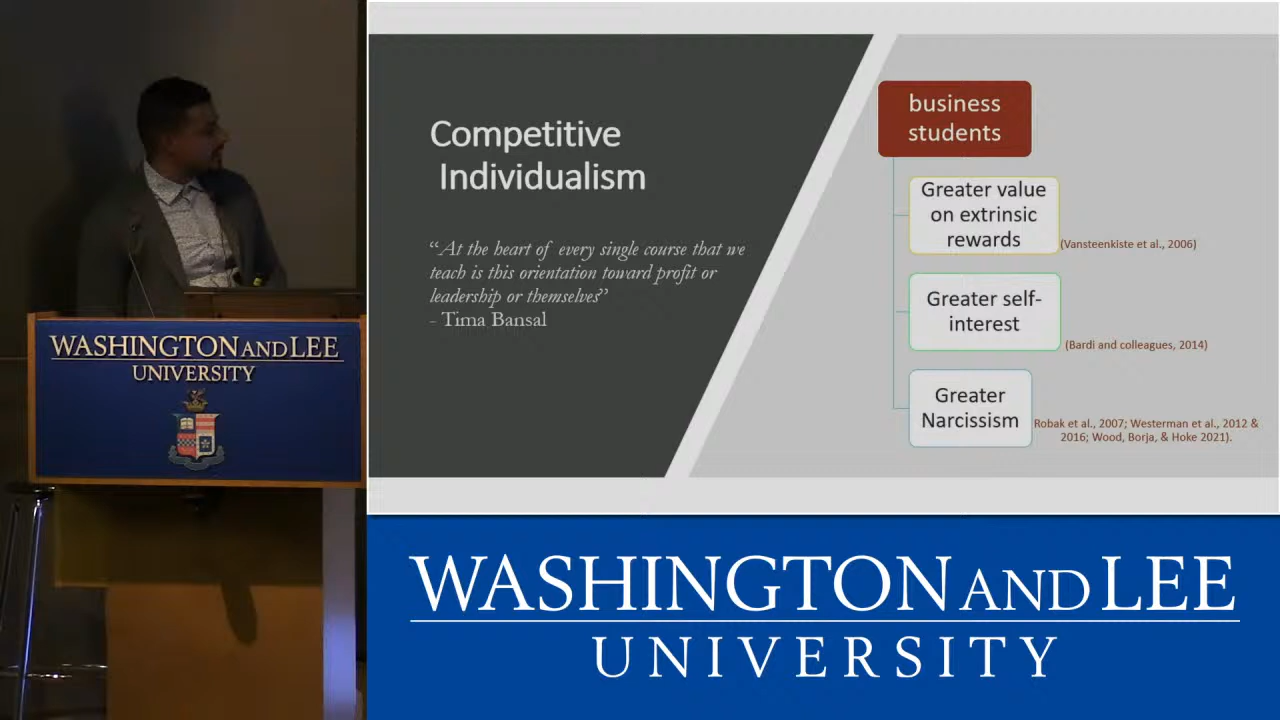 WASHINGTON AND LEE
UNIVERSITY
Competitive
Individualism
“At the heart of every single course that we
teach is this orientation toward profit or
leadership or themselves”
- Tima Bansal
business
students
Greater value
on extrinsic
rewards
(Vansteenkiste et al., 2006)
Greater self-
interest
(Bardi and colleagues, 2014)
Greater
Narcissism
Robak et al., 2007; Westerman et al., 2012 &
2016; Wood, Borja, & Hoke 2021).
WASHINGTON AND LEE
UNIVERSITY